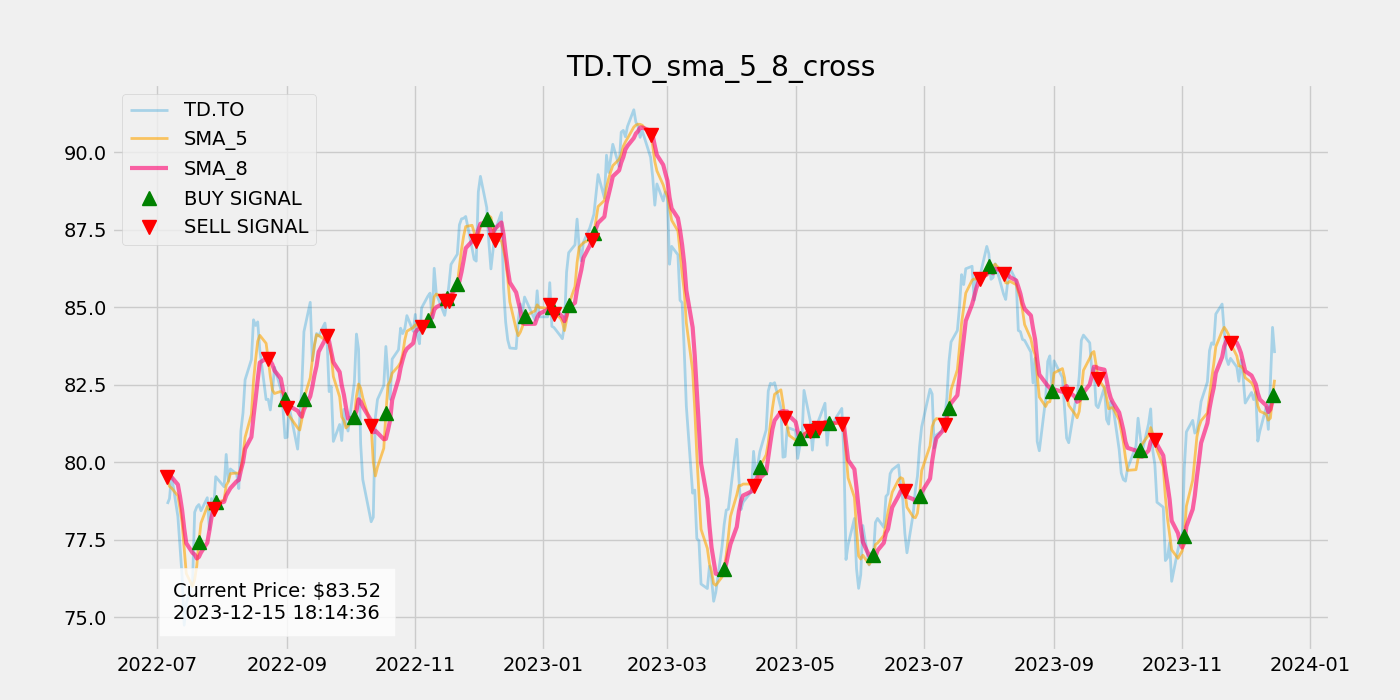 TD.TO_sma_5_8_cross
TD.TO
SMA_5
SMA_8
BUY SIGNAL
SELL SIGNAL
90.0
87.5
85.0
82.5
80.0
77.5
75.0
Current Price: $83.52
2023-12-15 18:14:36
2022-07 2022-09 2022-11 2023-01 2023-03 2023-05 2023-07 2023-09 2023-11 2024-01